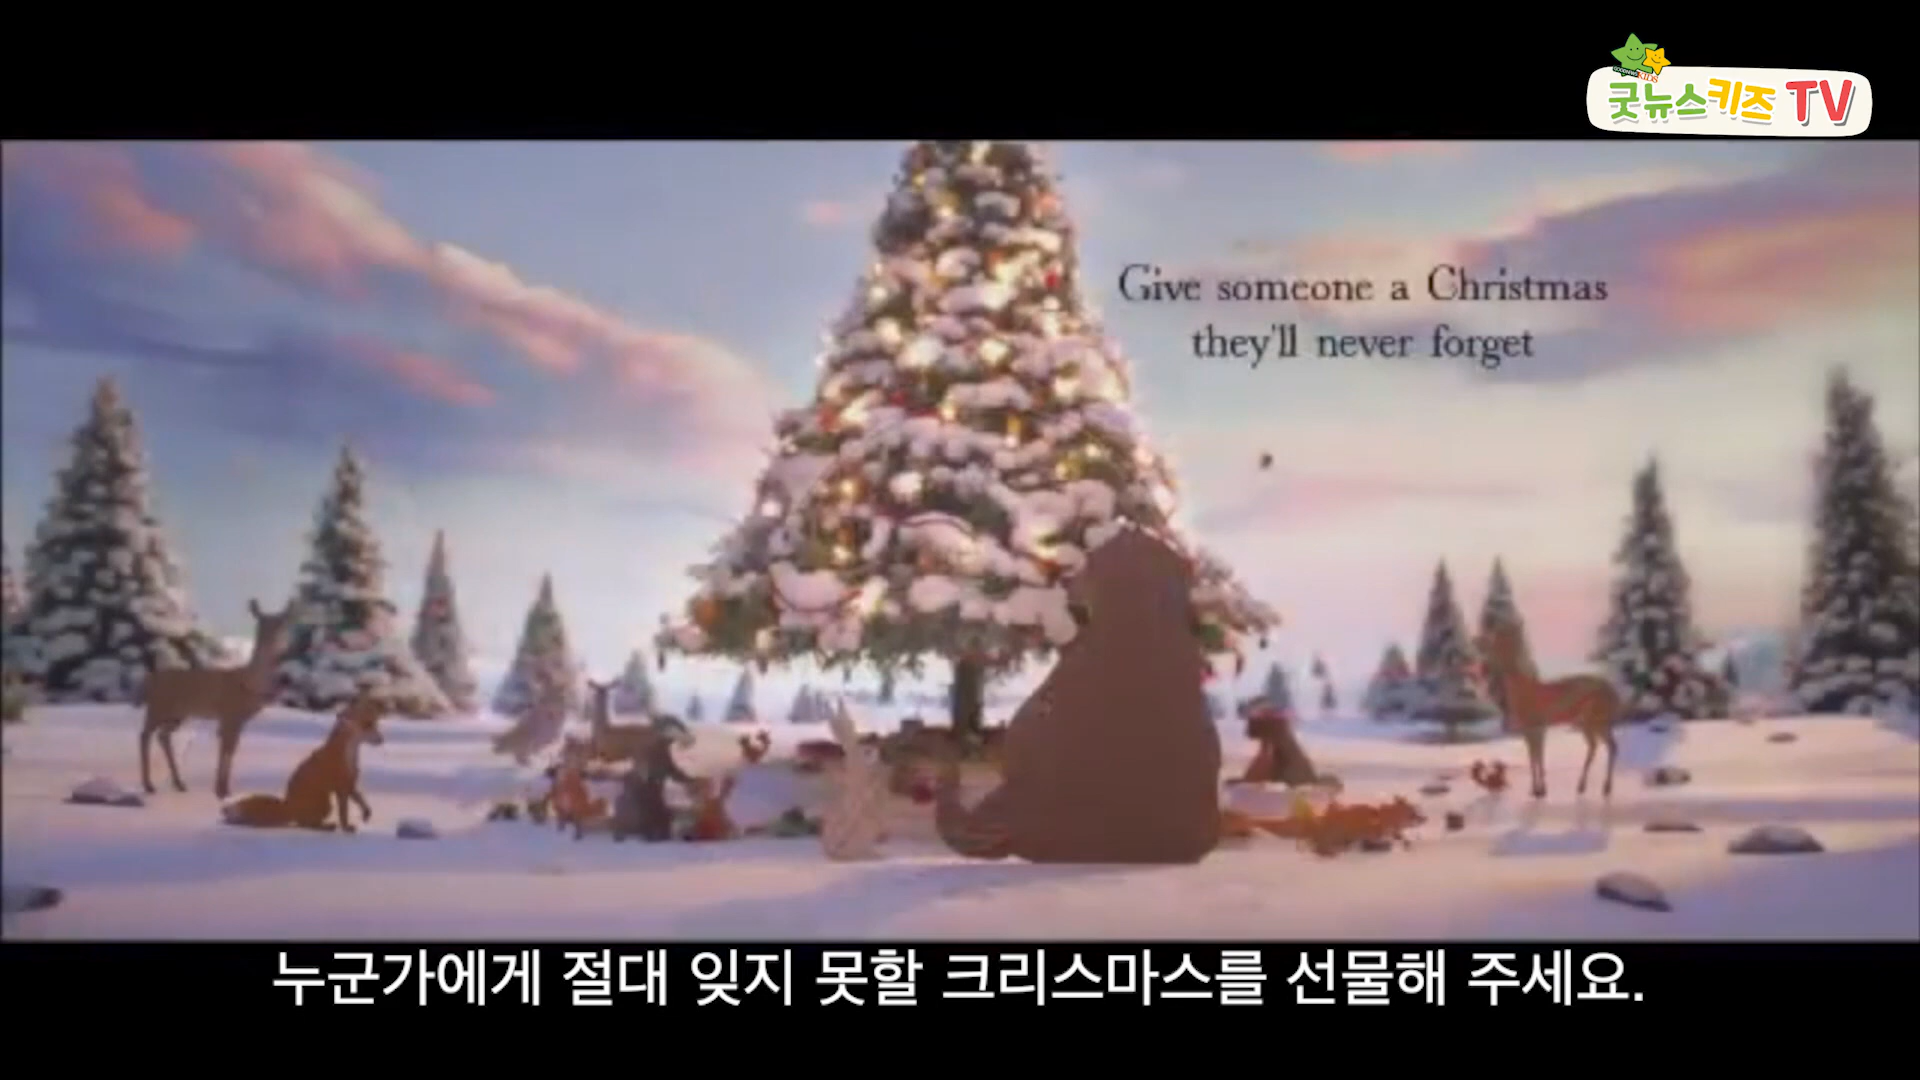 굿뉴스키즈 TV
Give someone a Christmas
they'll never forget
누군가에게 절대 잊지 못할 크리스마스를 선물해 주세요.